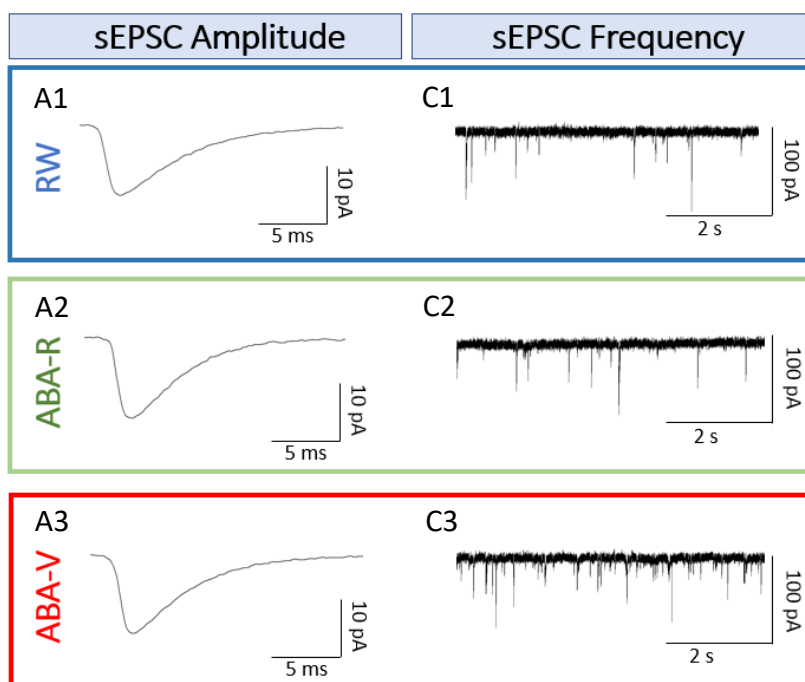 sEPSC Amplitude
sEPSC Frequency
A1
C1
RW
10 pA
5 ms
100 pA
2 s
A2
C2
ABA-R
10 pA
5 ms
100 pA
2 s
A3
C3
ABA-V
10 pA
5 ms
100 pA
2 s